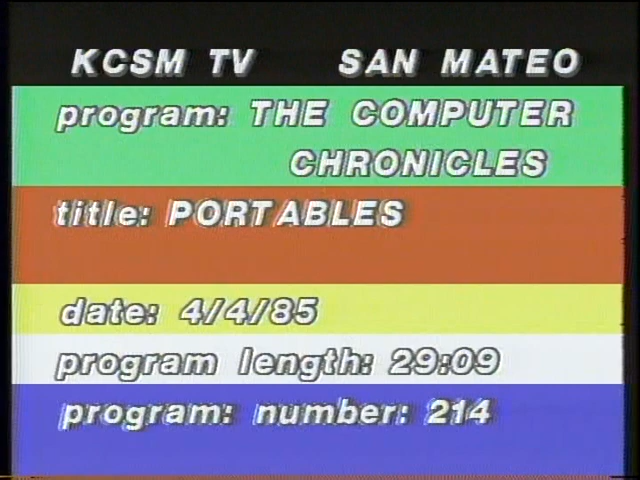 KCSM TV SAN MATEO
program: THE COMPUTER
CHRONICLES
title: PORTABLES
date: 4/4/85
program length: 29:09
program: number: 214